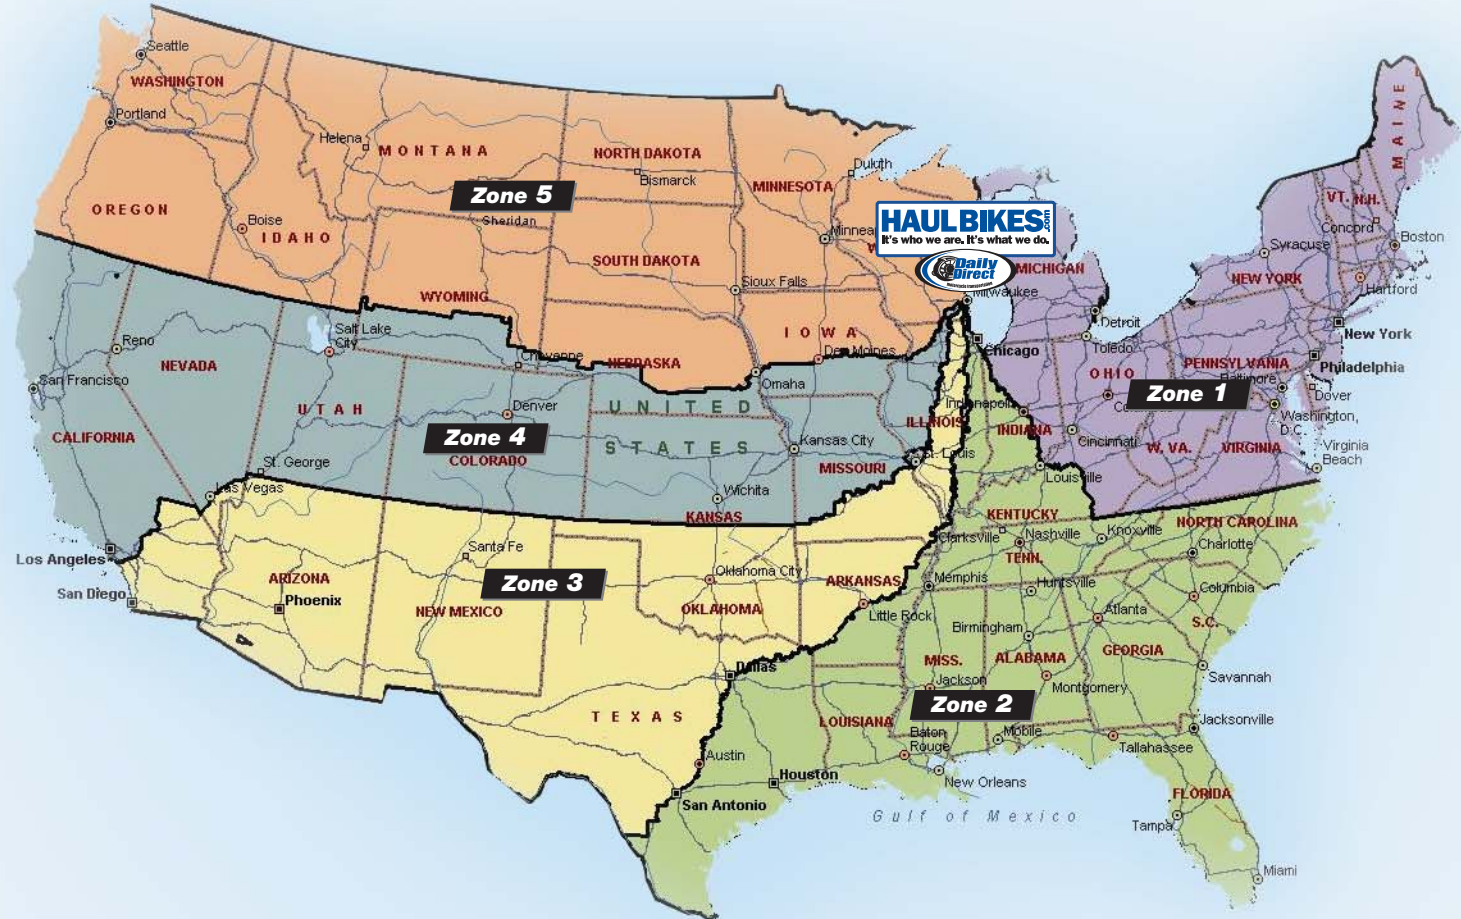 Seattle
WASHINGTON
Portland
Helena
MONTANA
NORTH DAKOTA
Bismarck
Duluth
MINNESOTA
MAINE
Zone 5
OREGON
Boise
IDAHO
Sheridan
VT.
N.H.
Concord
Boston
HAULBIKES.com
It's who we are. It's what we do.
Daily
Direct
SOUTH DAKOTA
Sioux Falls
MICHIGAN
Syracuse
NEW YORK
Hartford
WYOMING
Milwaukee
IOWA
Detroit
New York
Reno
Salt Lake
City
NEVADA
Cheyenne
NEBRASKA
Des Moines
Chicago
Toledo
PENNSYLVANIA
Philadelphia
San Francisco
Omaha
OHIO
Baltimore
Dover
Zone 1
UTAH
Denver
UNITED
STATES
Indianapolis
Washington,
D.C.
CALIFORNIA
Zone 4
COLORADO
Kansas City
ILLINOIS
INDIANA
Cincinnati
W. VA.
VIRGINIA
Virginia
Beach
St. George
MISSOURI
St. Louis
Louisville
Las Vegas
Wichita
KANSAS
KENTUCKY
NORTH CAROLINA
Clarksville
Nashville
Knoxville
Charlotte
Los Angeles
Santa Fe
TENN.
San Diego
ARIZONA
Phoenix
Zone 3
NEW MEXICO
Oklahoma City
OKLAHOMA
ARKANSAS
Memphis
Huntsville
Columbia
Little Rock
Birmingham
Atlanta
S.C.
Dallas
MISS.
ALABAMA
GEORGIA
Savannah
Jackson
Montgomery
TEXAS
LOUISIANA
Zone 2
Jacksonville
Baton
Rouge
Mobile
Tallahassee
Austin
Houston
New Orleans
San Antonio
FLORIDA
Gulf of Mexico
Tampa
Miami